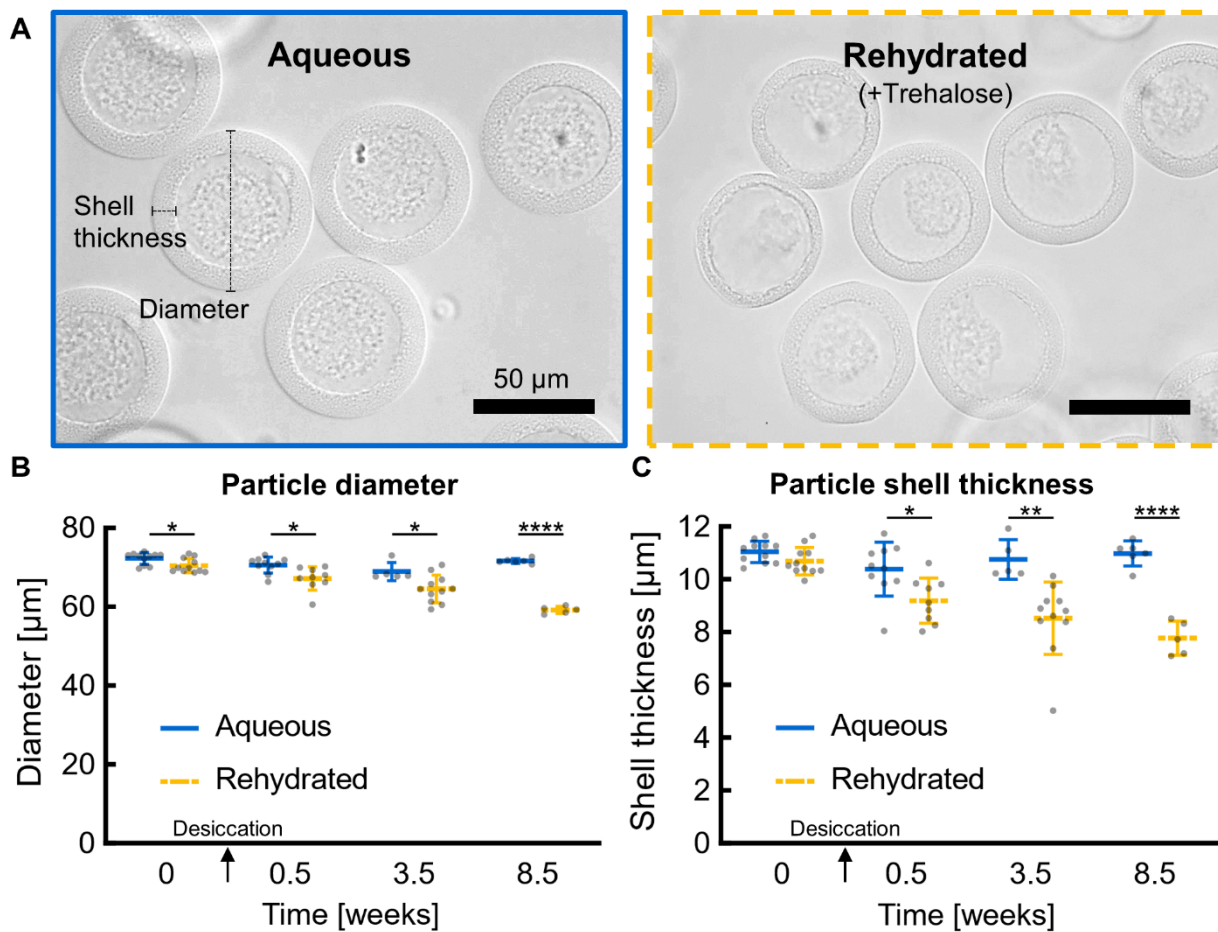 A
Aqueous
Shell
thickness
Diameter
50 µm
Rehydrated
(+Trehalose)
B
Particle diameter
* * * ****
80
60
40
20
0
Diameter [µm]
Aqueous
Rehydrated
Desiccation
0 0.5 3.5 8.5
Time [weeks]
C
Particle shell thickness
* ** ****
12
10
8
6
4
2
0
Shell thickness [µm]
Aqueous
Rehydrated
Desiccation
0 0.5 3.5 8.5
Time [weeks]